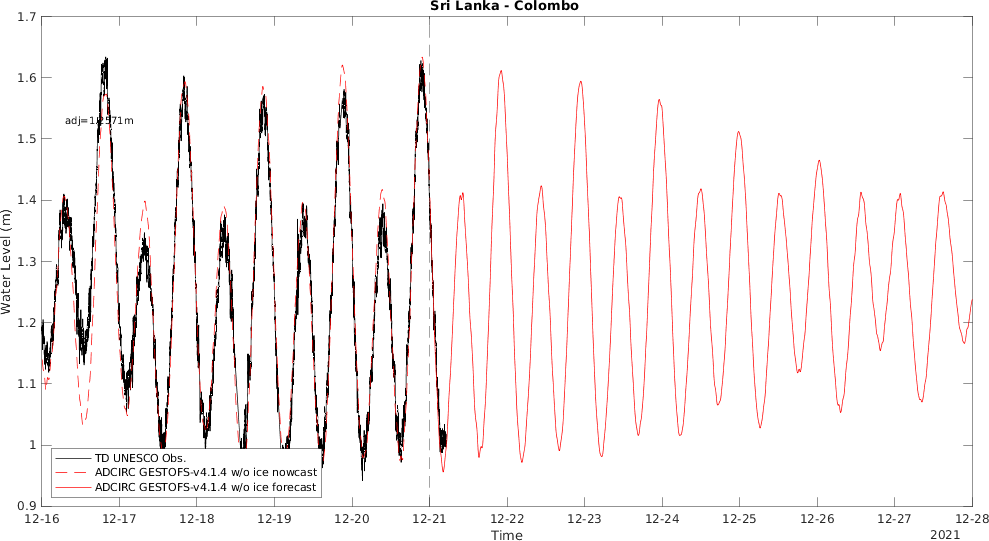 Sri Lanka - Colombo
1.7
1.6
1.5
1.4
1.3
1.2
1.1
1
0.9
Water Level (m)
adj=1.2571m
TD UNESCO Obs.
ADCIRC GESTOFS-v4.1.4 w/o ice nowcast
ADCIRC GESTOFS-v4.1.4 w/o ice forecast
12-16 12-17 12-18 12-19 12-20 12-21 12-22 12-23 12-24 12-25 12-26 12-27 12-28
Time
2021